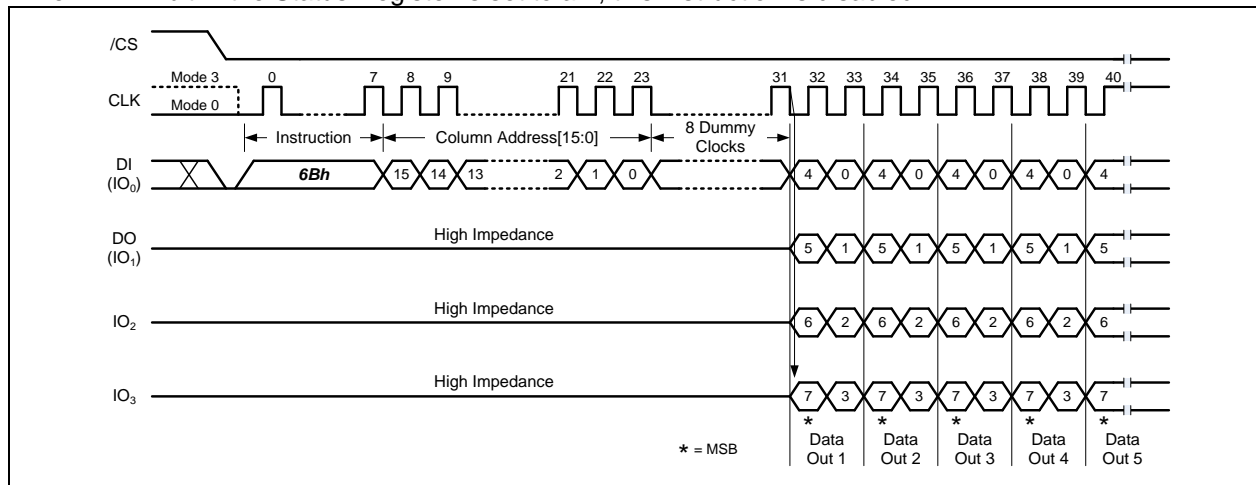 /CS
Mode 3 0 7 8 9 21 22 23 31 32 33 34 35 36 37 38 39 40
CLK
Mode 0
Instruction Column Address[15:0] 8 Dummy Clocks
DI
(IO0)
6Bh 15 14 13 2 1 0 4 0 4 0 4 0 4 0 4
DO
(IO1)
High Impedance
5 1 5 1 5 1 5 1 5
IO2
High Impedance
6 2 6 2 6 2 6 2 6
IO3
High Impedance
7 3 7 3 7 3 7 3 7
* * * * *
* = MSB
Data Out 1
Data Out 2
Data Out 3
Data Out 4
Data Out 5